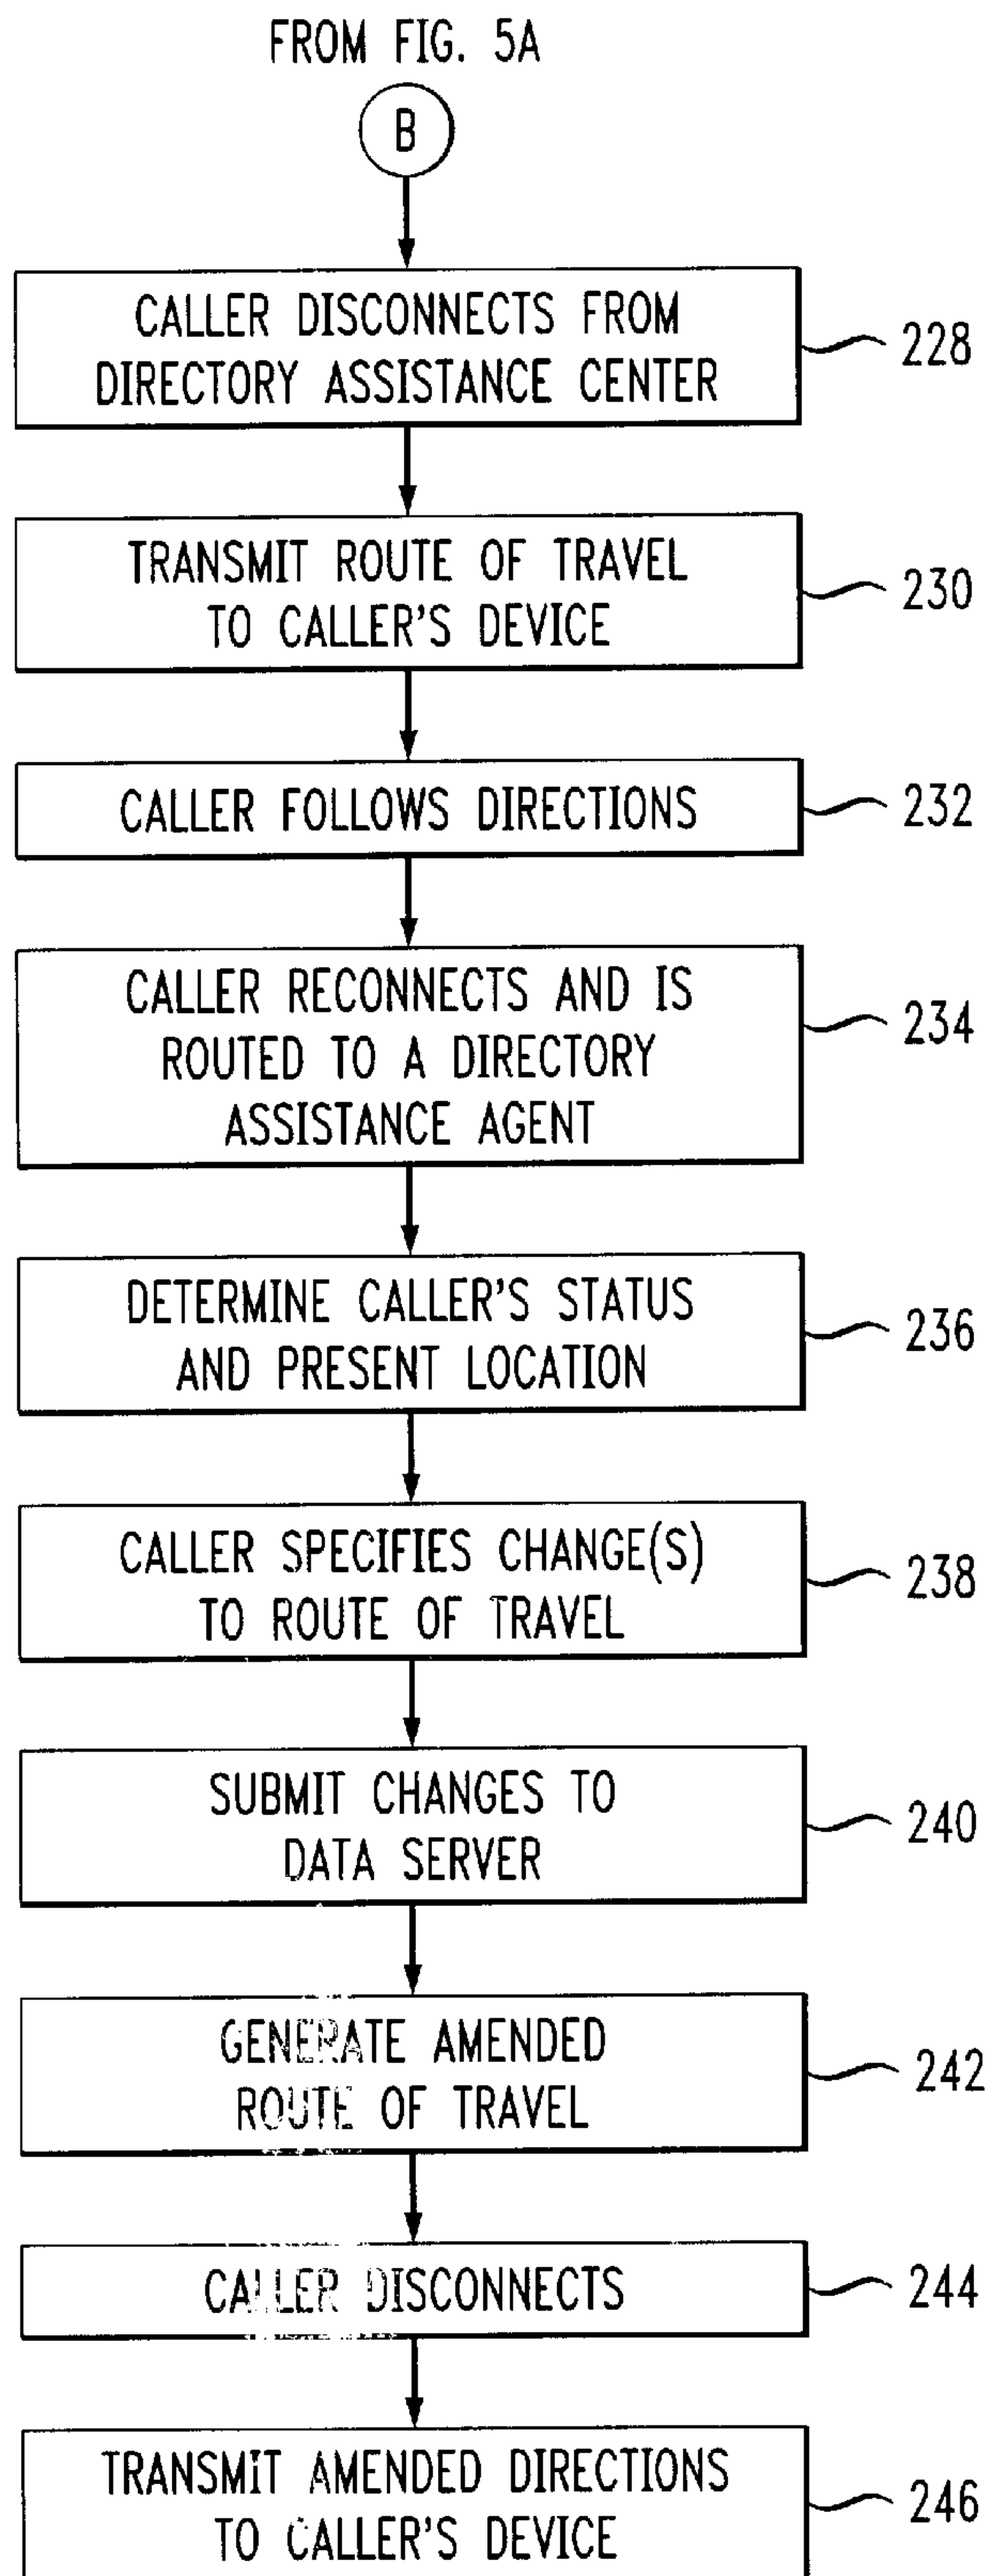 FROM FIG. 5A
B
CALLER DISCONNECTS FROM
DIRECTORY ASSISTANCE CENTER
228
TRANSMIT ROUTE OF TRAVEL
TO CALLER'S DEVICE
230
CALLER FOLLOWS DIRECTIONS
232
CALLER RECONNECTS AND IS
ROUTED TO A DIRECTORY
ASSISTANCE AGENT
234
DETERMINE CALLER'S STATUS
AND PRESENT LOCATION
236
CALLER SPECIFIES CHANGE(S)
TO ROUTE OF TRAVEL
238
SUBMIT CHANGES TO
DATA SERVER
240
GENERATE AMENDED
ROUTE OF TRAVEL
242
CALLER DISCONNECTS
244
TRANSMIT AMENDED DIRECTIONS
TO CALLER'S DEVICE
246